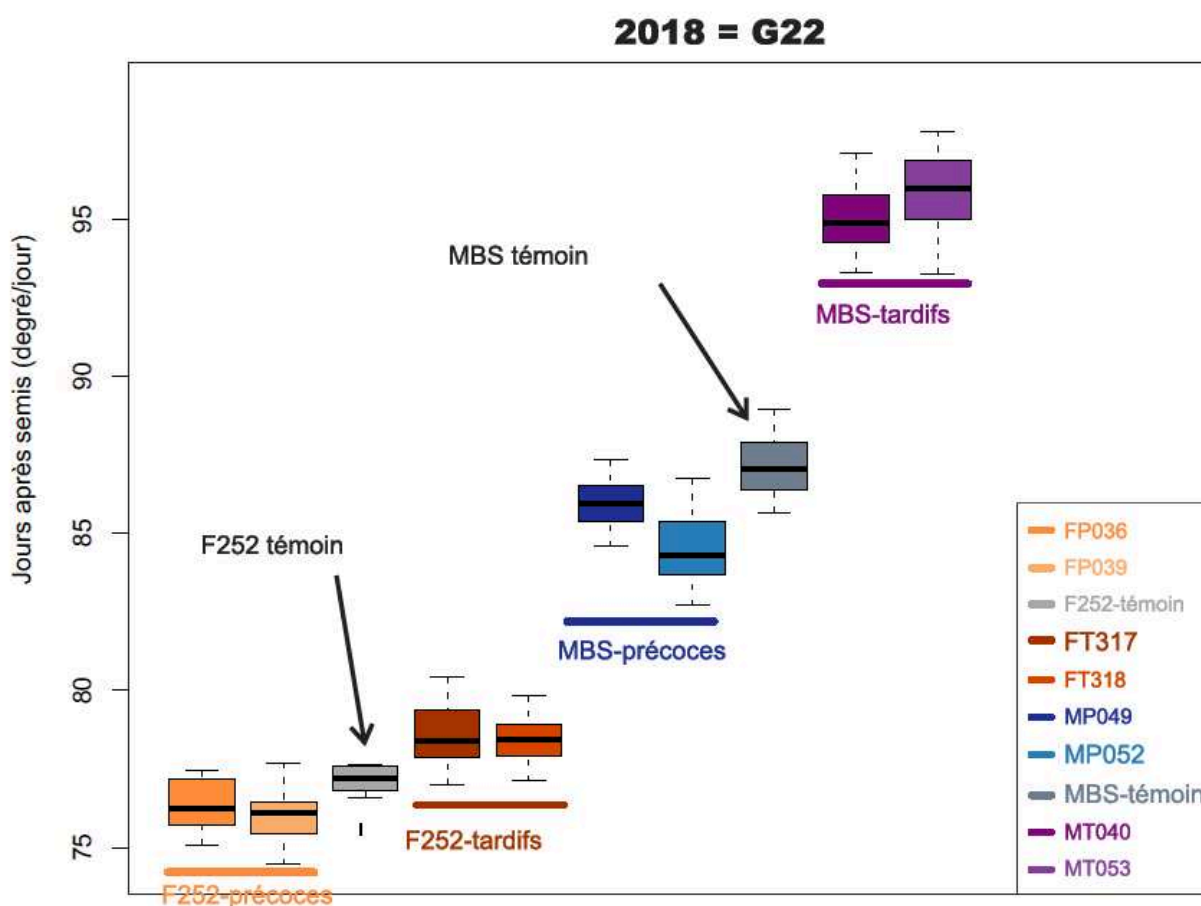 2018 = G22
Jours après semis (degré/jour)
95
90
85
80
75
MBS témoin
MBS-tardifs
F252 témoin
MBS-précoces
F252-tardifs
F252-précoces
FP036
FP039
F252-témoin
FT317
FT318
MP049
MP052
MBS-témoin
MT040
MT053